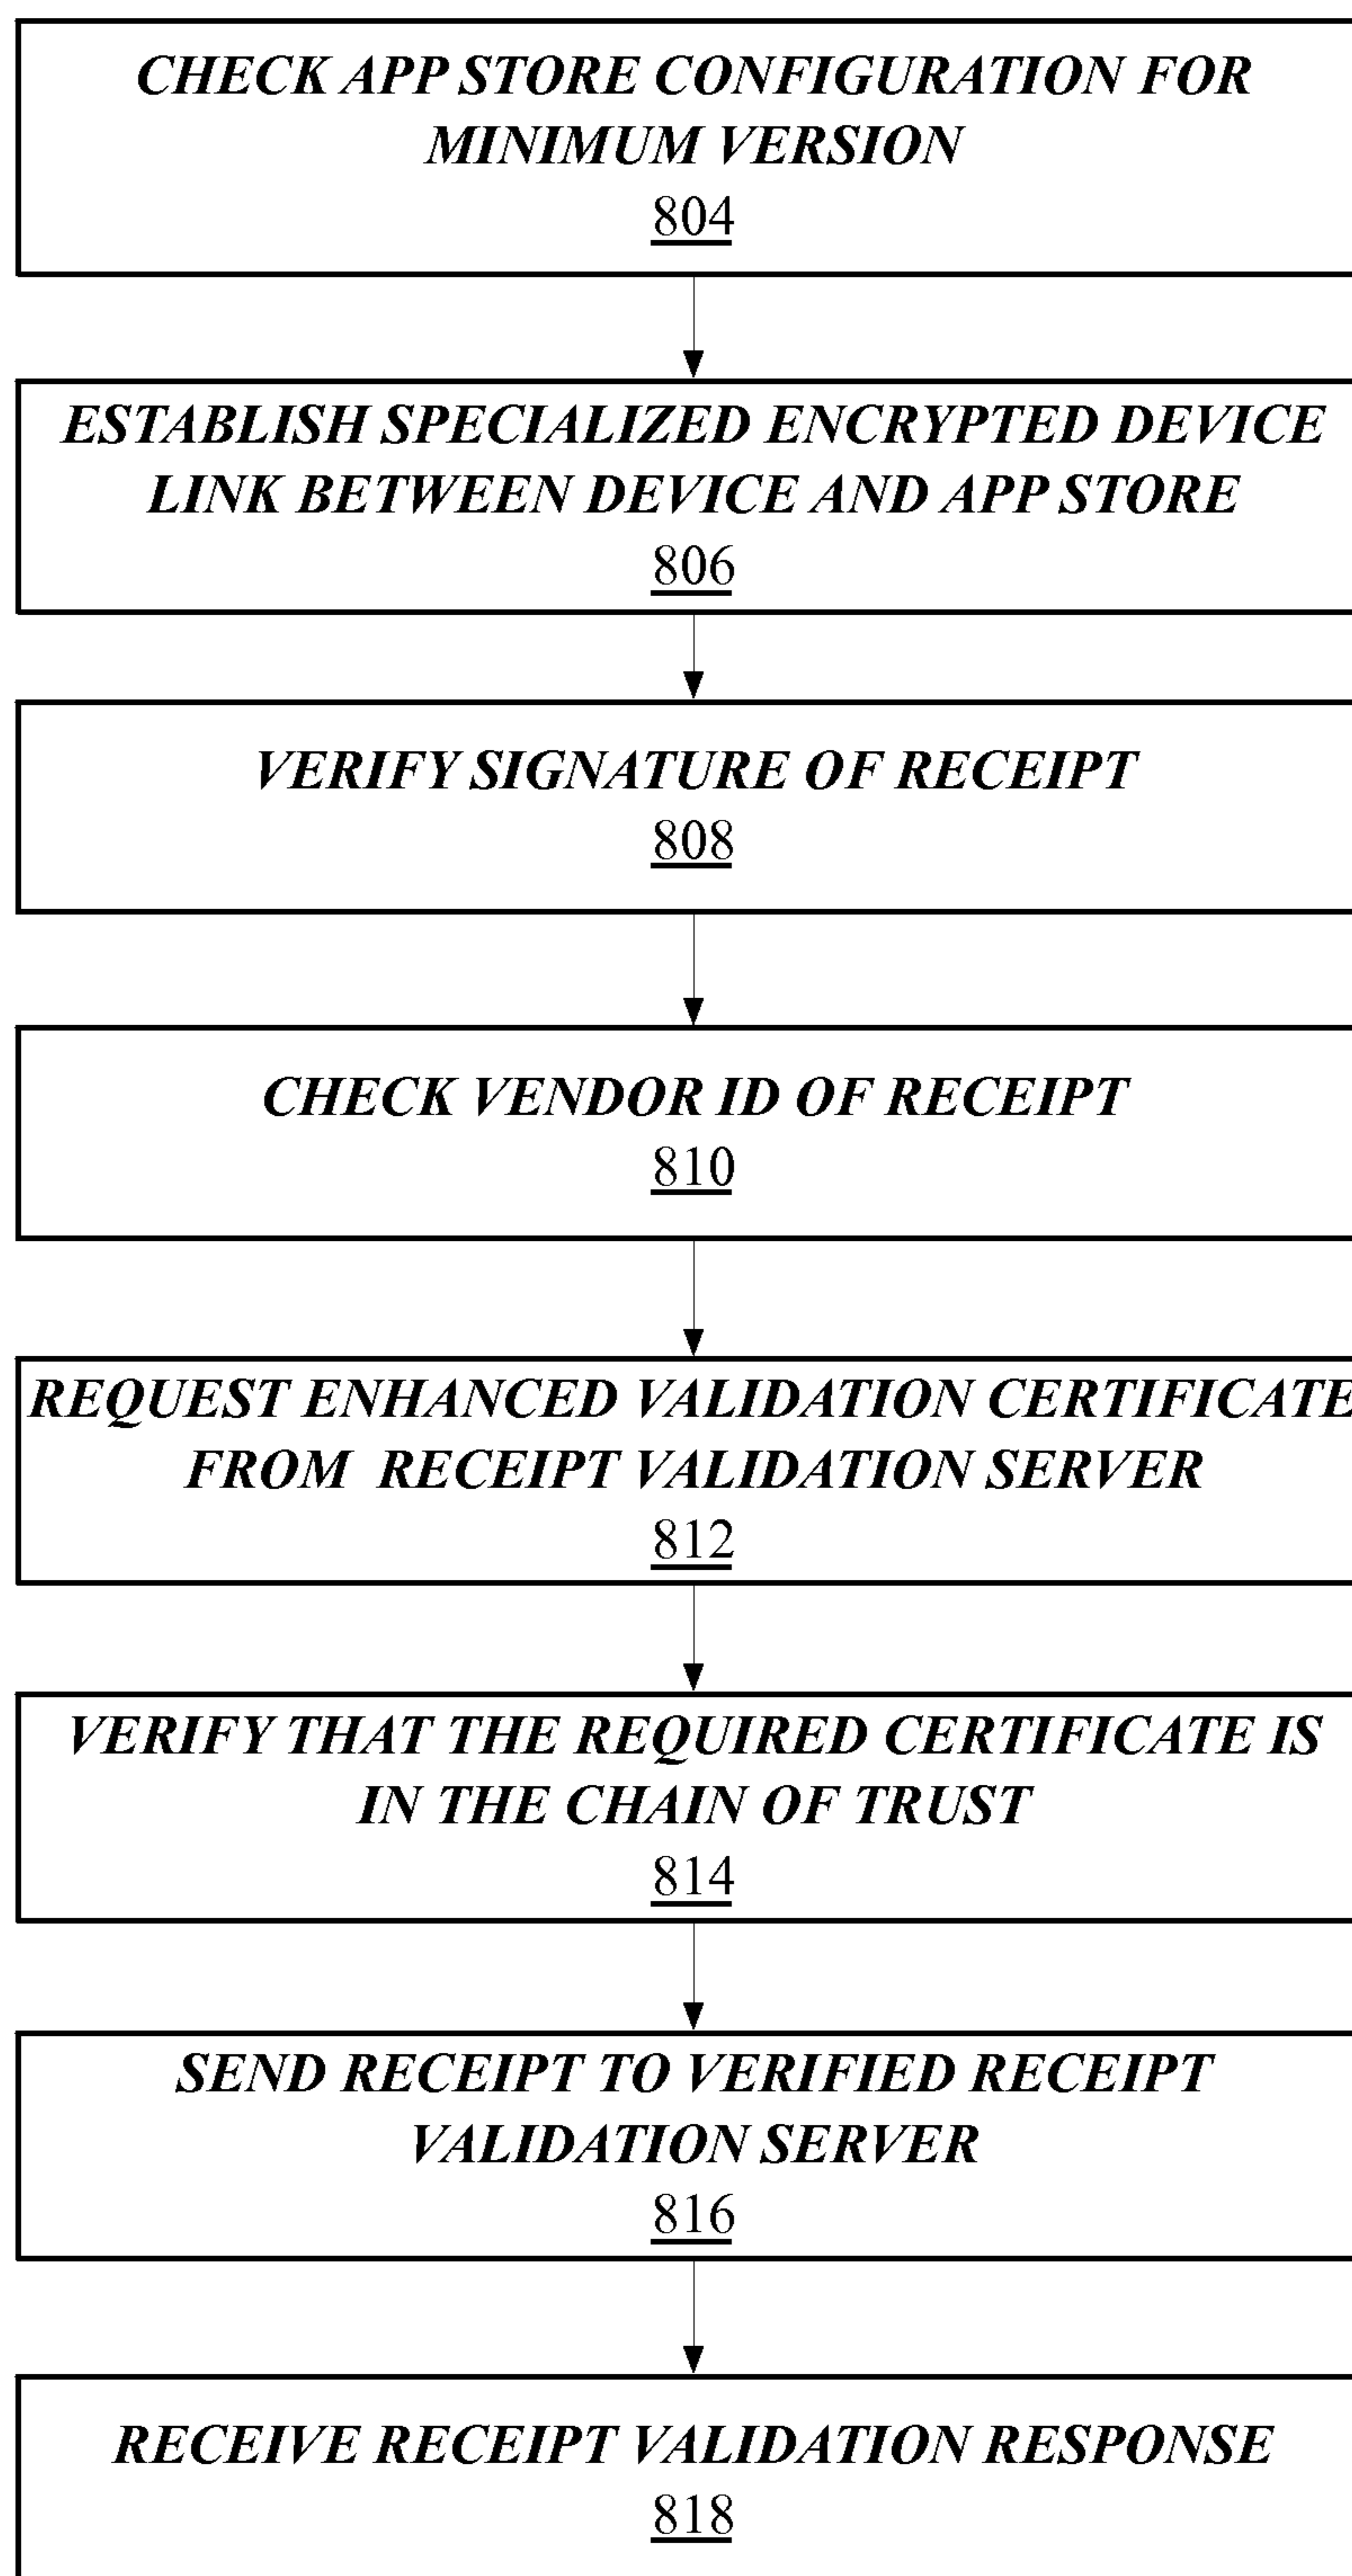 CHECK APP STORE CONFIGURATION FOR
MINIMUM VERSION
804
ESTABLISH SPECIALIZED ENCRYPTED DEVICE
LINK BETWEEN DEVICE AND APP STORE
806
VERIFY SIGNATURE OF RECEIPT
808
CHECK VENDOR ID OF RECEIPT
810
REQUEST ENHANCED VALIDATION CERTIFICATE
FROM RECEIPT VALIDATION SERVER
812
VERIFY THAT THE REQUIRED CERTIFICATE IS
IN THE CHAIN OF TRUST
814
SEND RECEIPT TO VERIFIED RECEIPT
VALIDATION SERVER
816
RECEIVE RECEIPT VALIDATION RESPONSE
818